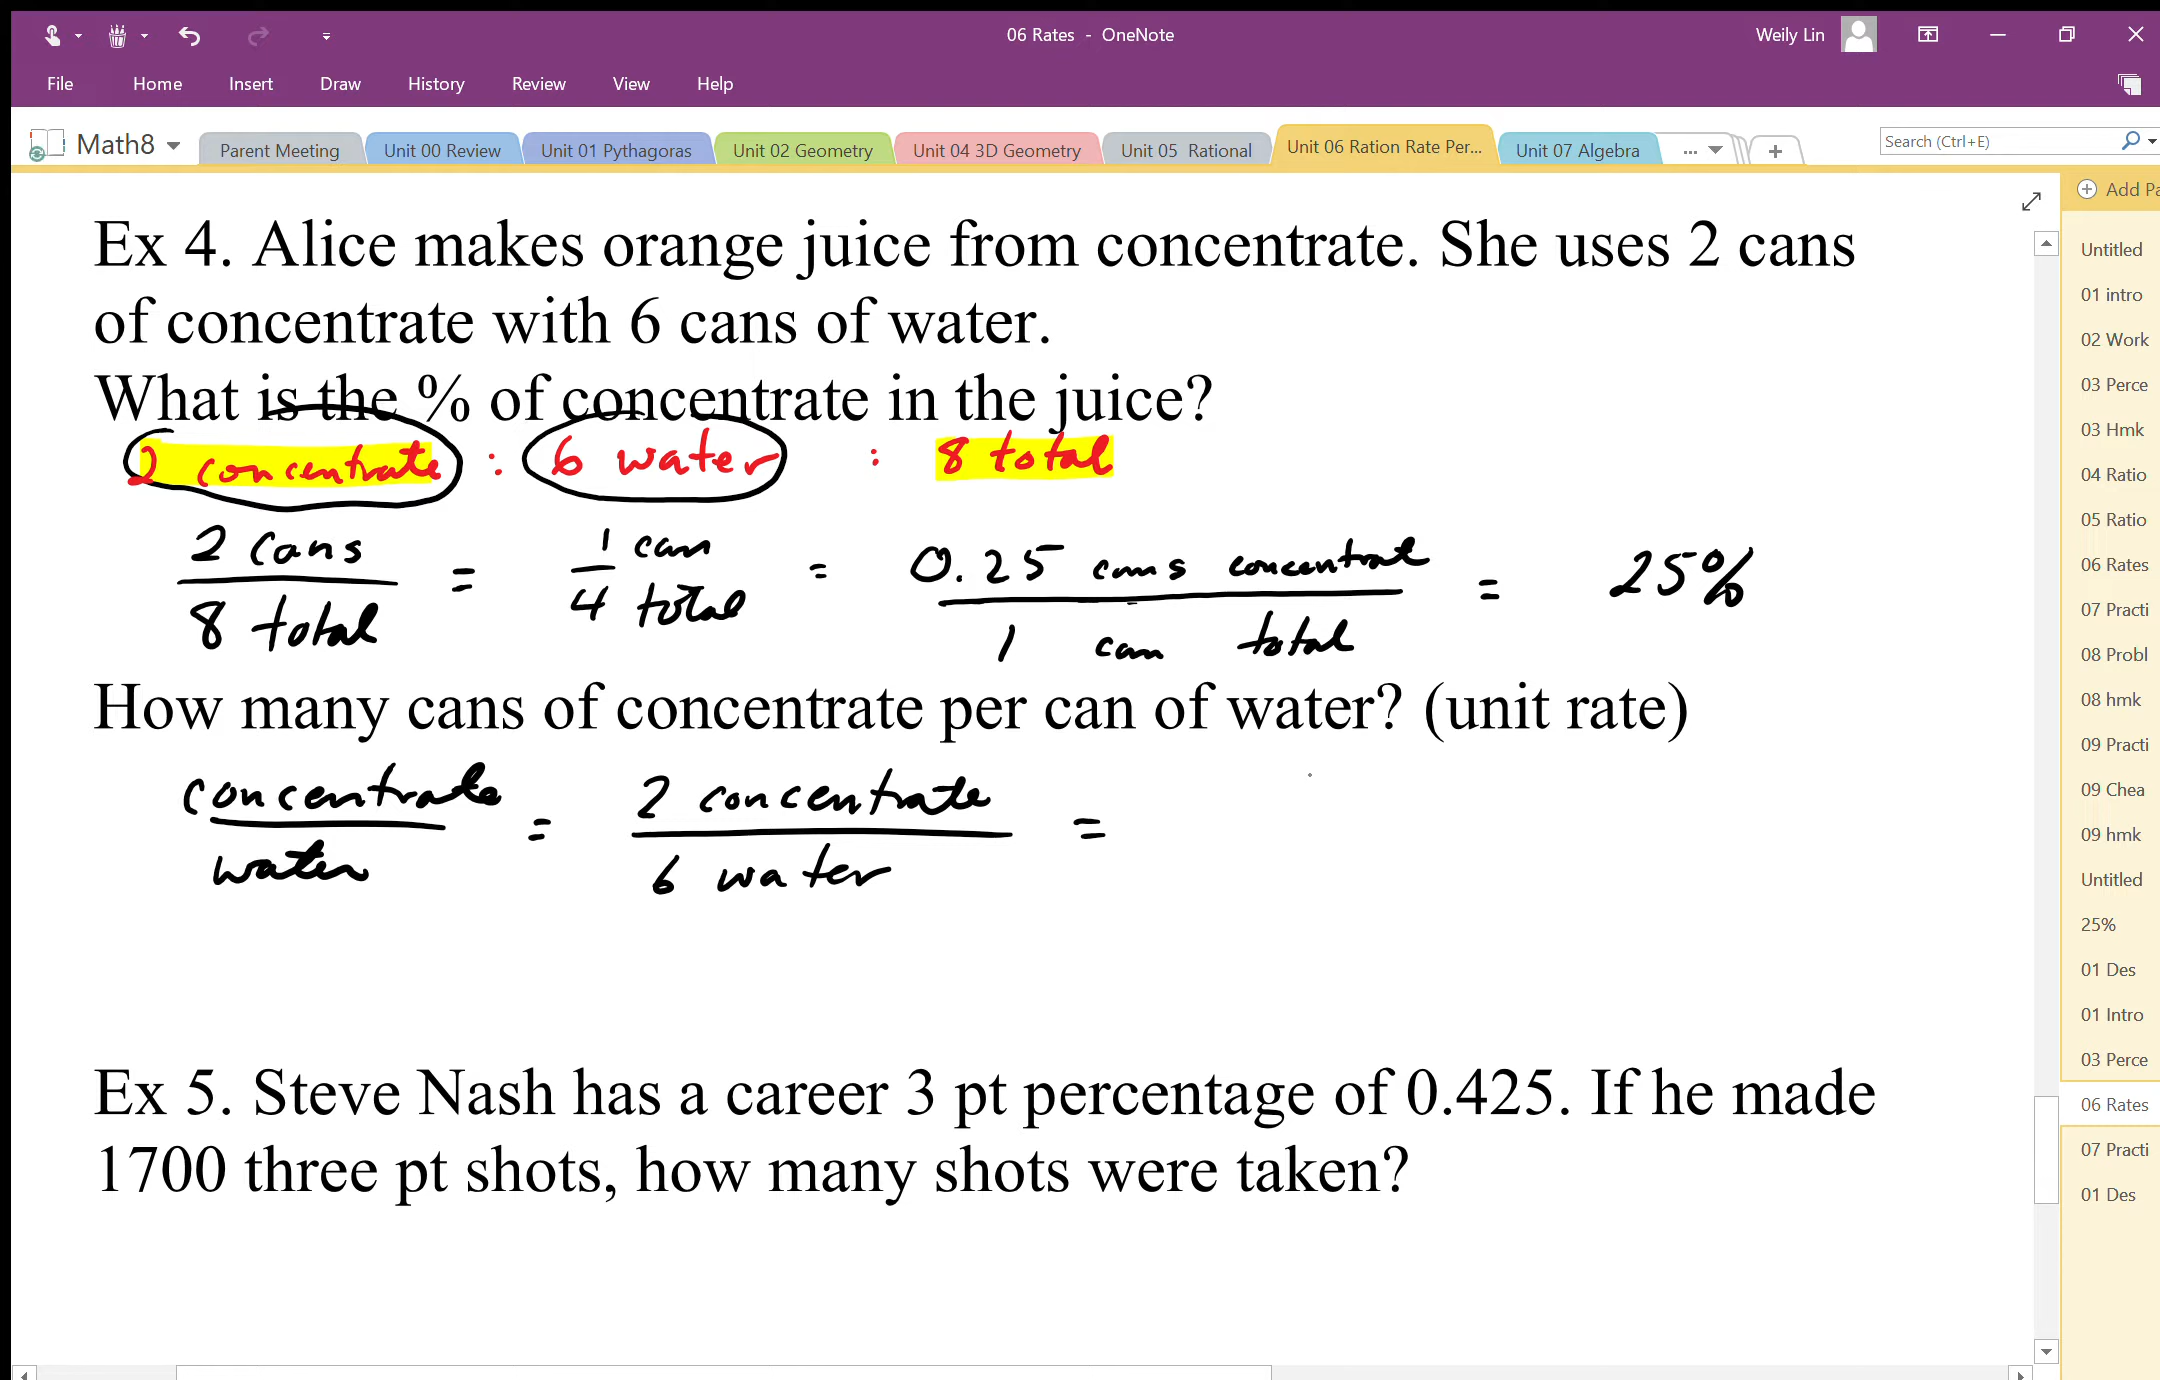 06 Rates - OneNote
Weily Lin
File Home Insert Draw History Review View Help
Math8
Parent Meeting Unit 00 Review Unit 01 Pythagoras Unit 02 Geometry Unit 04 3D Geometry Unit 05 Rational Unit 06 Ration Rate Per... Unit 07 Algebra ... +
Search (Ctrl+E)
Ex 4. Alice makes orange juice from concentrate. She uses 2 cans
of concentrate with 6 cans of water.
What is the % of concentrate in the juice?
2 concentrate : 6 water : 8 total
2 cans / 8 total = 1 can / 4 total = 0.25 cans concentrat / 1 can total = 25%
How many cans of concentrate per can of water? (unit rate)
concentrate / water = 2 concentrate / 6 water =
Ex 5. Steve Nash has a career 3 pt percentage of 0.425. If he made
1700 three pt shots, how many shots were taken?
Add Pa
Untitled
01 intro
02 Work
03 Perce
03 Hmk
04 Ratio
05 Ratio
06 Rates
07 Practi
08 Probl
08 hmk
09 Practi
09 Chea
09 hmk
Untitled
25%
01 Des
01 Intro
03 Perce
06 Rates
07 Practi
01 Des